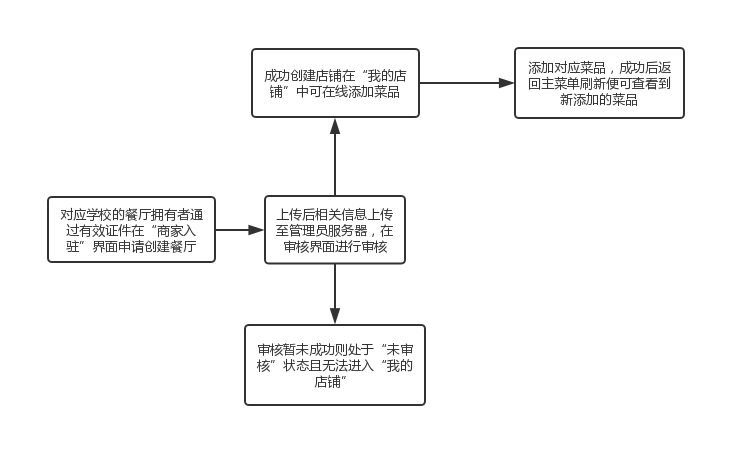 成功创建店铺在“我的店
铺”中可在线添加菜品
添加对应菜品，成功后返
回主菜单刷新便可查看到
新添加的菜品
对应学校的餐厅拥有者通
过有效证件在“商家入
驻”界面申请创建餐厅
上传后相关信息上传
至管理员服务器，在
审核界面进行审核
审核暂未成功则处于“未审
核”状态且无法进入“我的
店铺”